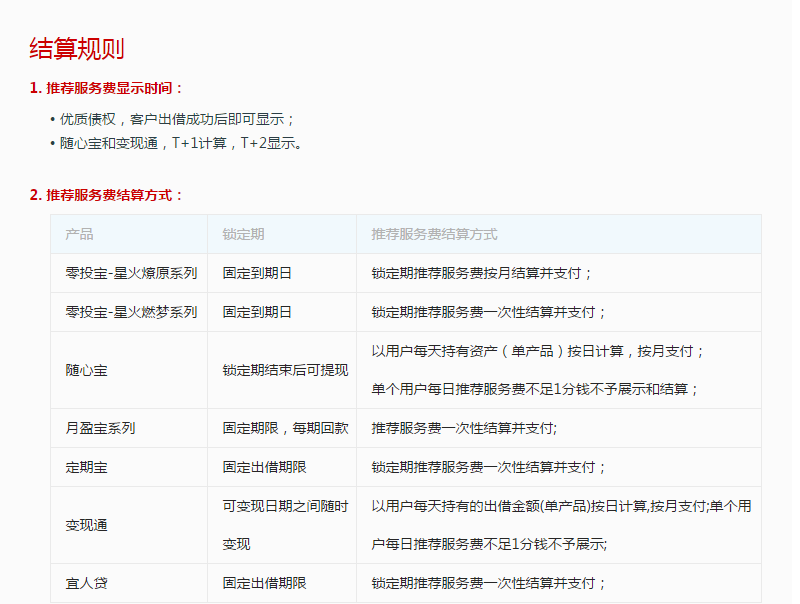 结算规则
1. 推荐服务费显示时间：
• 优质债权，客户出借成功后即可显示；
• 随心宝和变现通，T+1计算，T+2显示。
2. 推荐服务费结算方式：
产品 锁定期 推荐服务费结算方式
零投宝-星火燎原系列 固定到期日 锁定期推荐服务费按月结算并支付；
零投宝-星火燃梦系列 固定到期日 锁定期推荐服务费一次性结算并支付；
随心宝 锁定期结束后可提现 以用户每天持有资产（单产品）按日计算，按月支付；
单个用户每日推荐服务费不足1分钱不予展示和结算；
月盈宝系列 固定期限，每期回款 推荐服务费一次性结算并支付;
定期宝 固定出借期限 锁定期推荐服务费一次性结算并支付；
变现通 可变现日期之间随时 以用户每天持有的出借金额(单产品)按日计算,按月支付;单个用
变现 户每日推荐服务费不足1分钱不予展示;
宜人贷 固定出借期限 锁定期推荐服务费一次性结算并支付；